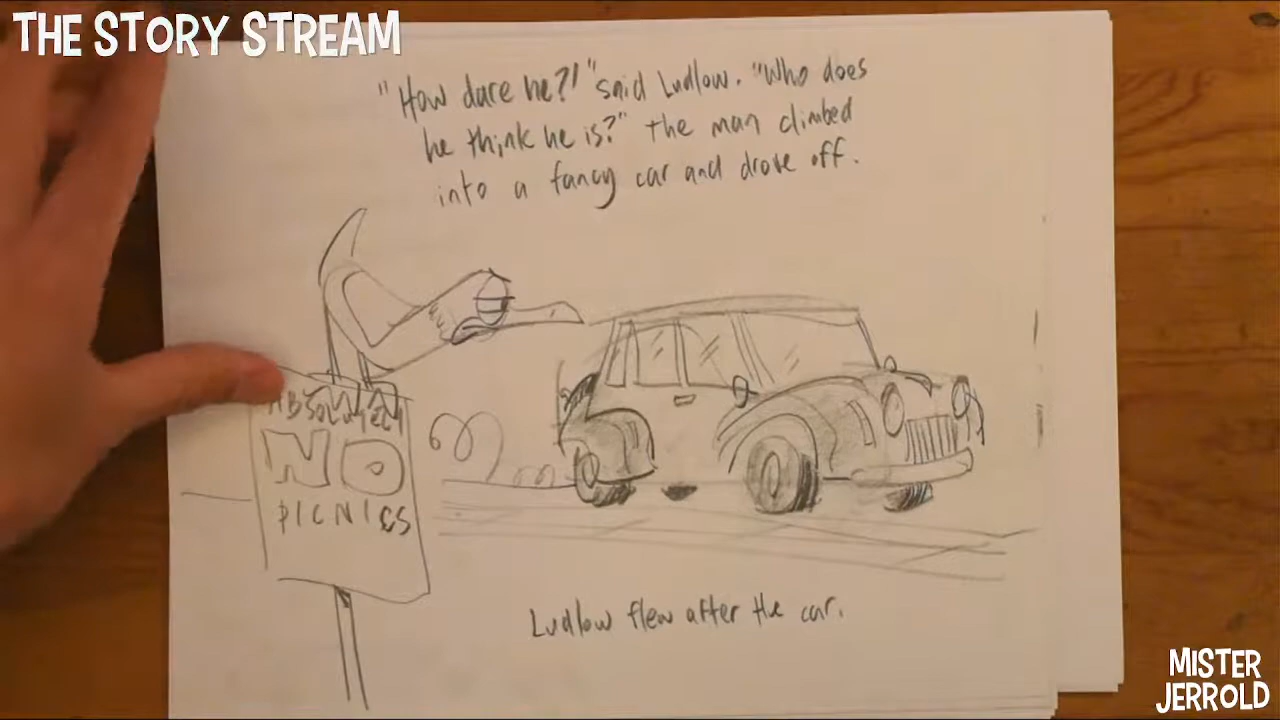 THE STORY STREAM
"How dare he?!" said Ludlow. "Who does
he think he is?" The man climbed
into a fancy car and drove off.
ABSOLUTELY
NO
PICNICS
Ludlow flew after the car.
MISTER
JERROLD